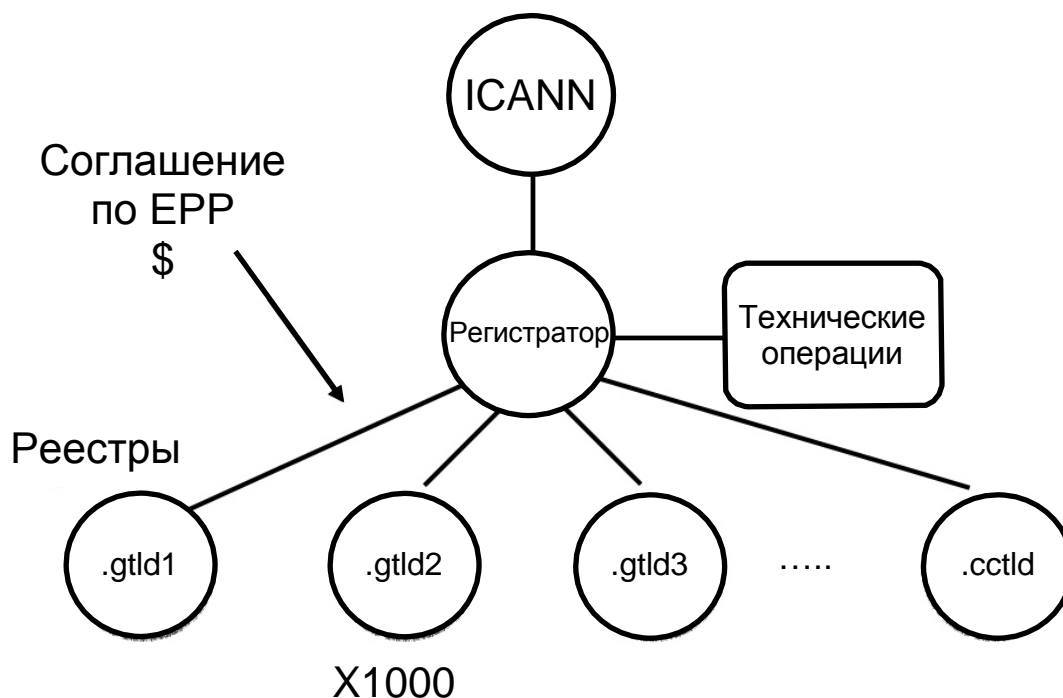 ICANN
Соглашение
по EPP
$
Регистратор
Технические
операции
Реестры
.gtld1
.gtld2
.gtld3
.....
.cctld
X1000